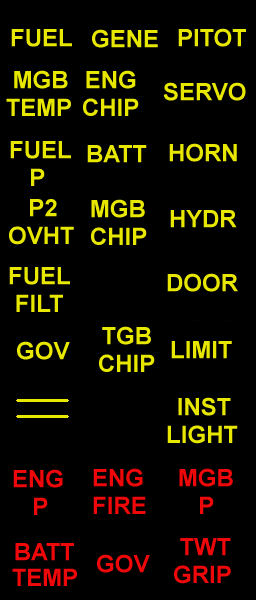 FUEL GENE PITOT
MGB ENG SERVO
TEMP CHIP
FUEL BATT HORN
P
P2 MGB HYDR
OVHT CHIP
FUEL DOOR
FILT
GOV TGB LIMIT
CHIP
INST
LIGHT
ENG ENG MGB
P FIRE P
BATT GOV TWT
TEMP GRIP